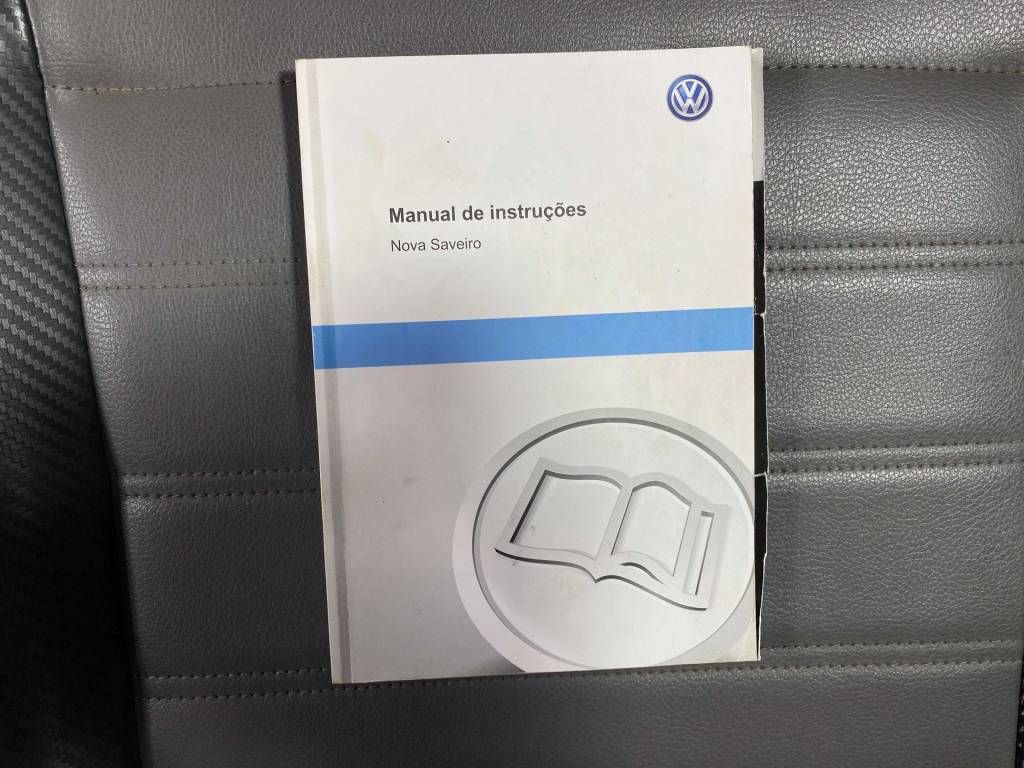 Manual de instruções
Nova Saveiro